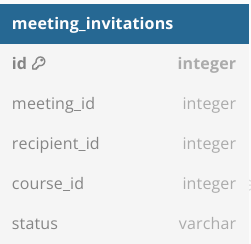 meeting_invitations
id integer
meeting_id integer
recipient_id integer
course_id integer
status varchar